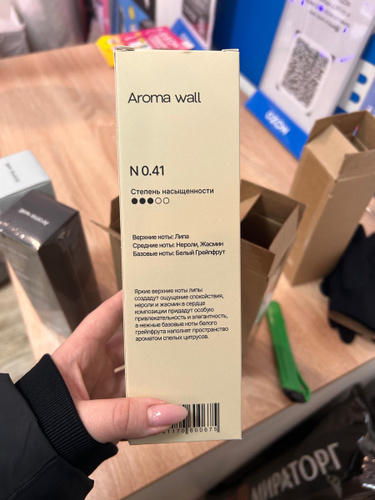 Aroma wall
N 0.41
Степень насыщенности
Верхние ноты: Липа
Средние ноты: Нероли, Жасмин
Базовые ноты: Белый Грейпфрут
Яркие верхние ноты липы
создадут ощущение спокойствия,
нероли и жасмин в сердце
композиции придадут особую
привлекательность и элегантность,
а нежные базовые ноты белого
грейпфрута наполнят пространство
ароматом спелых цитрусов.
OZON
МИРАТОРГ